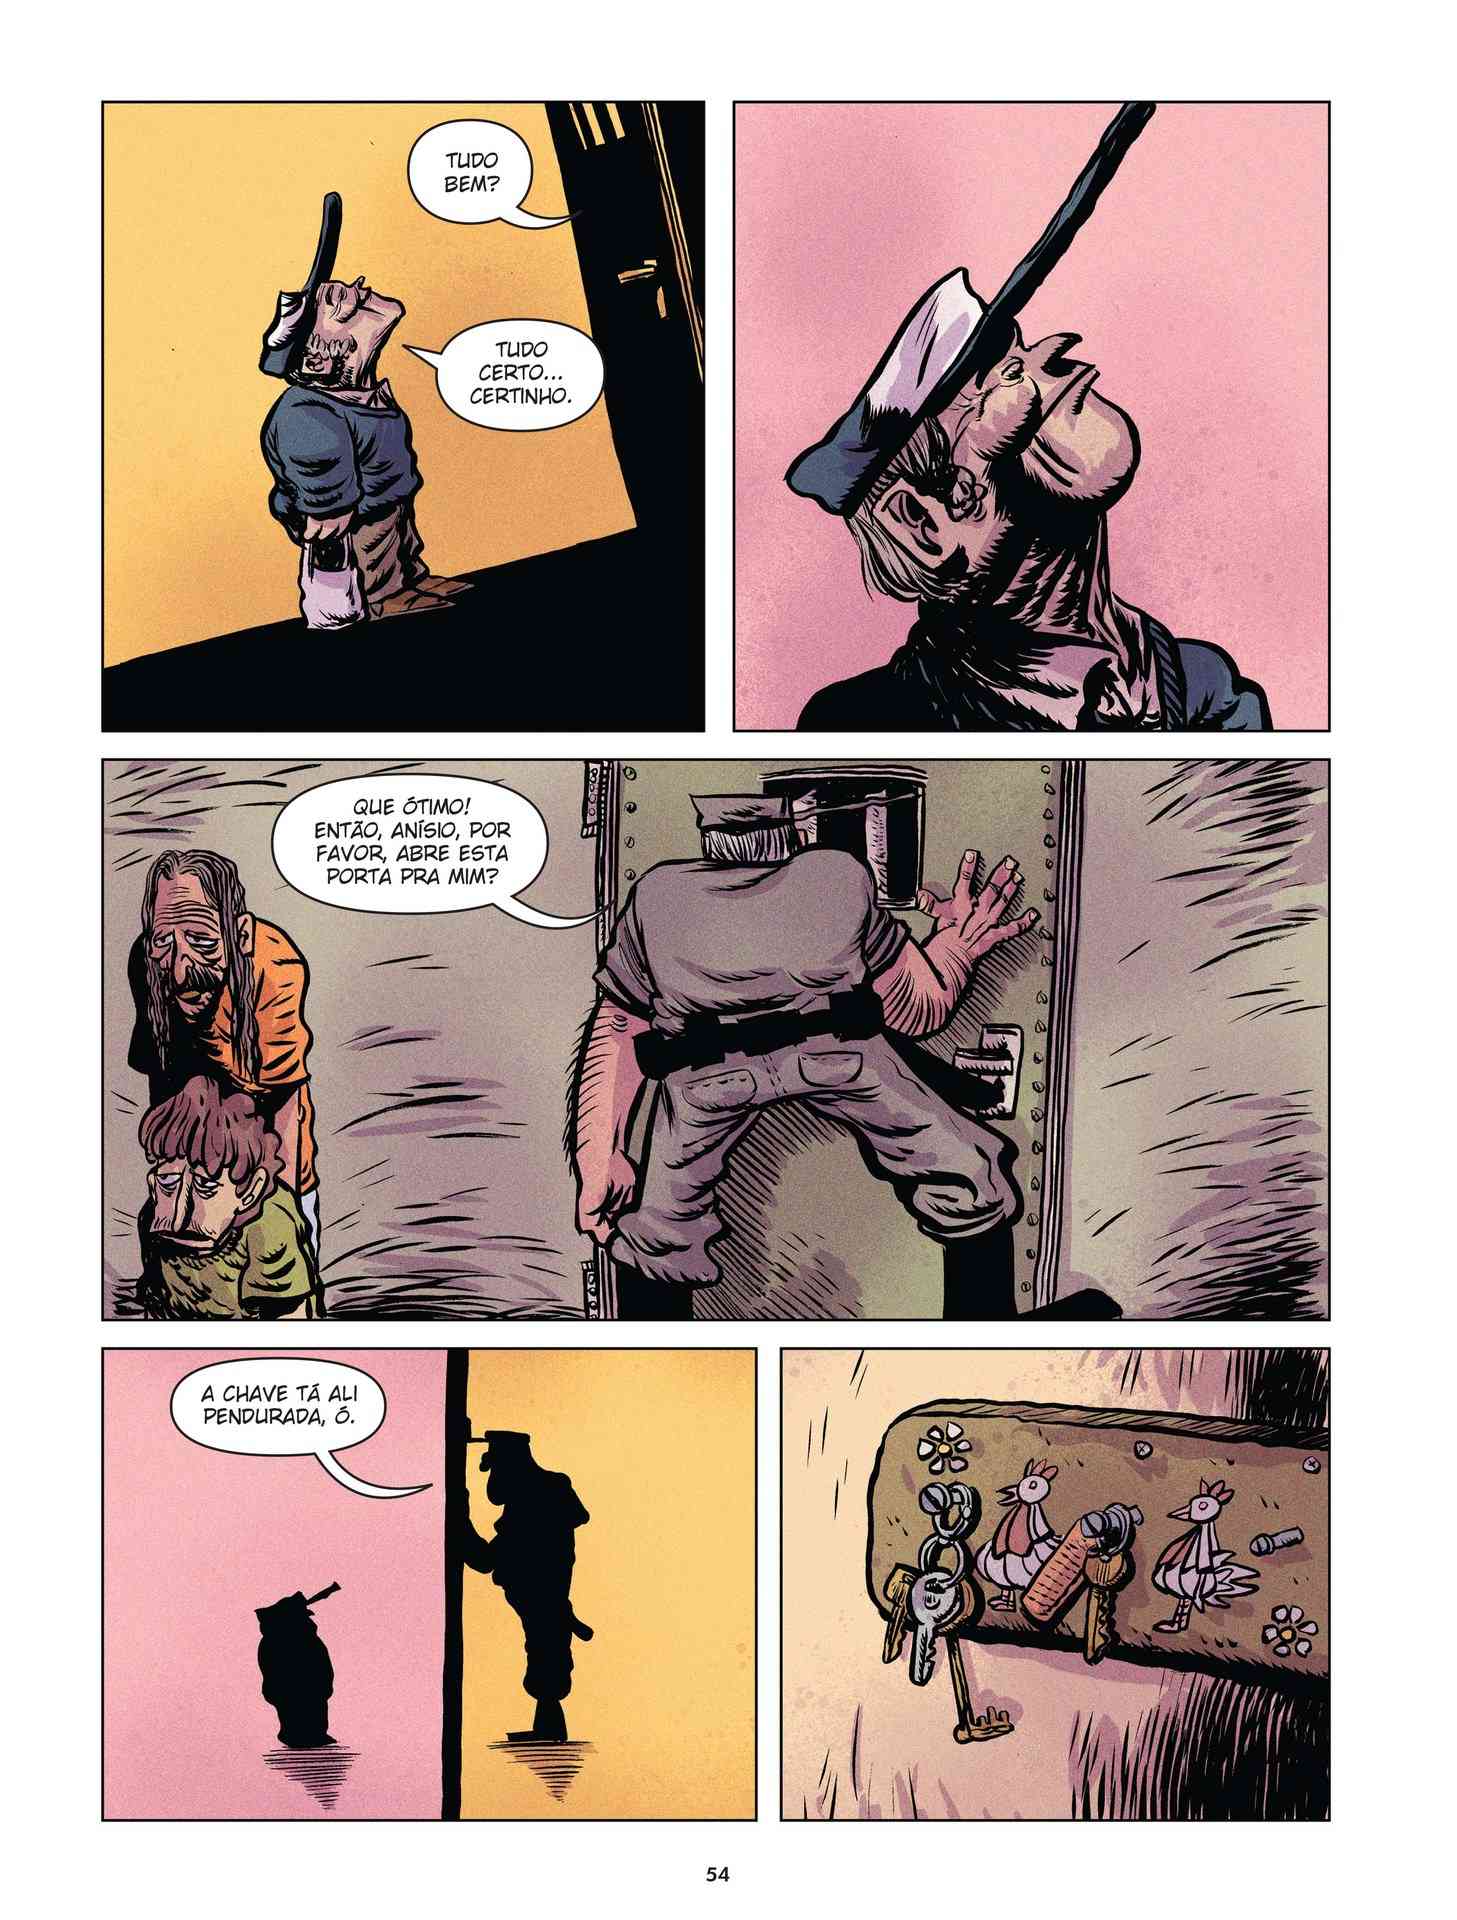 TUDO
BEM?
TUDO
CERTO...
CERTINHO.
QUE ÓTIMO!
ENTÃO, ANÍSIO, POR
FAVOR, ABRE ESTA
PORTA PRA MIM?
A CHAVE TÁ ALI
PENDURADA, Ó.
54